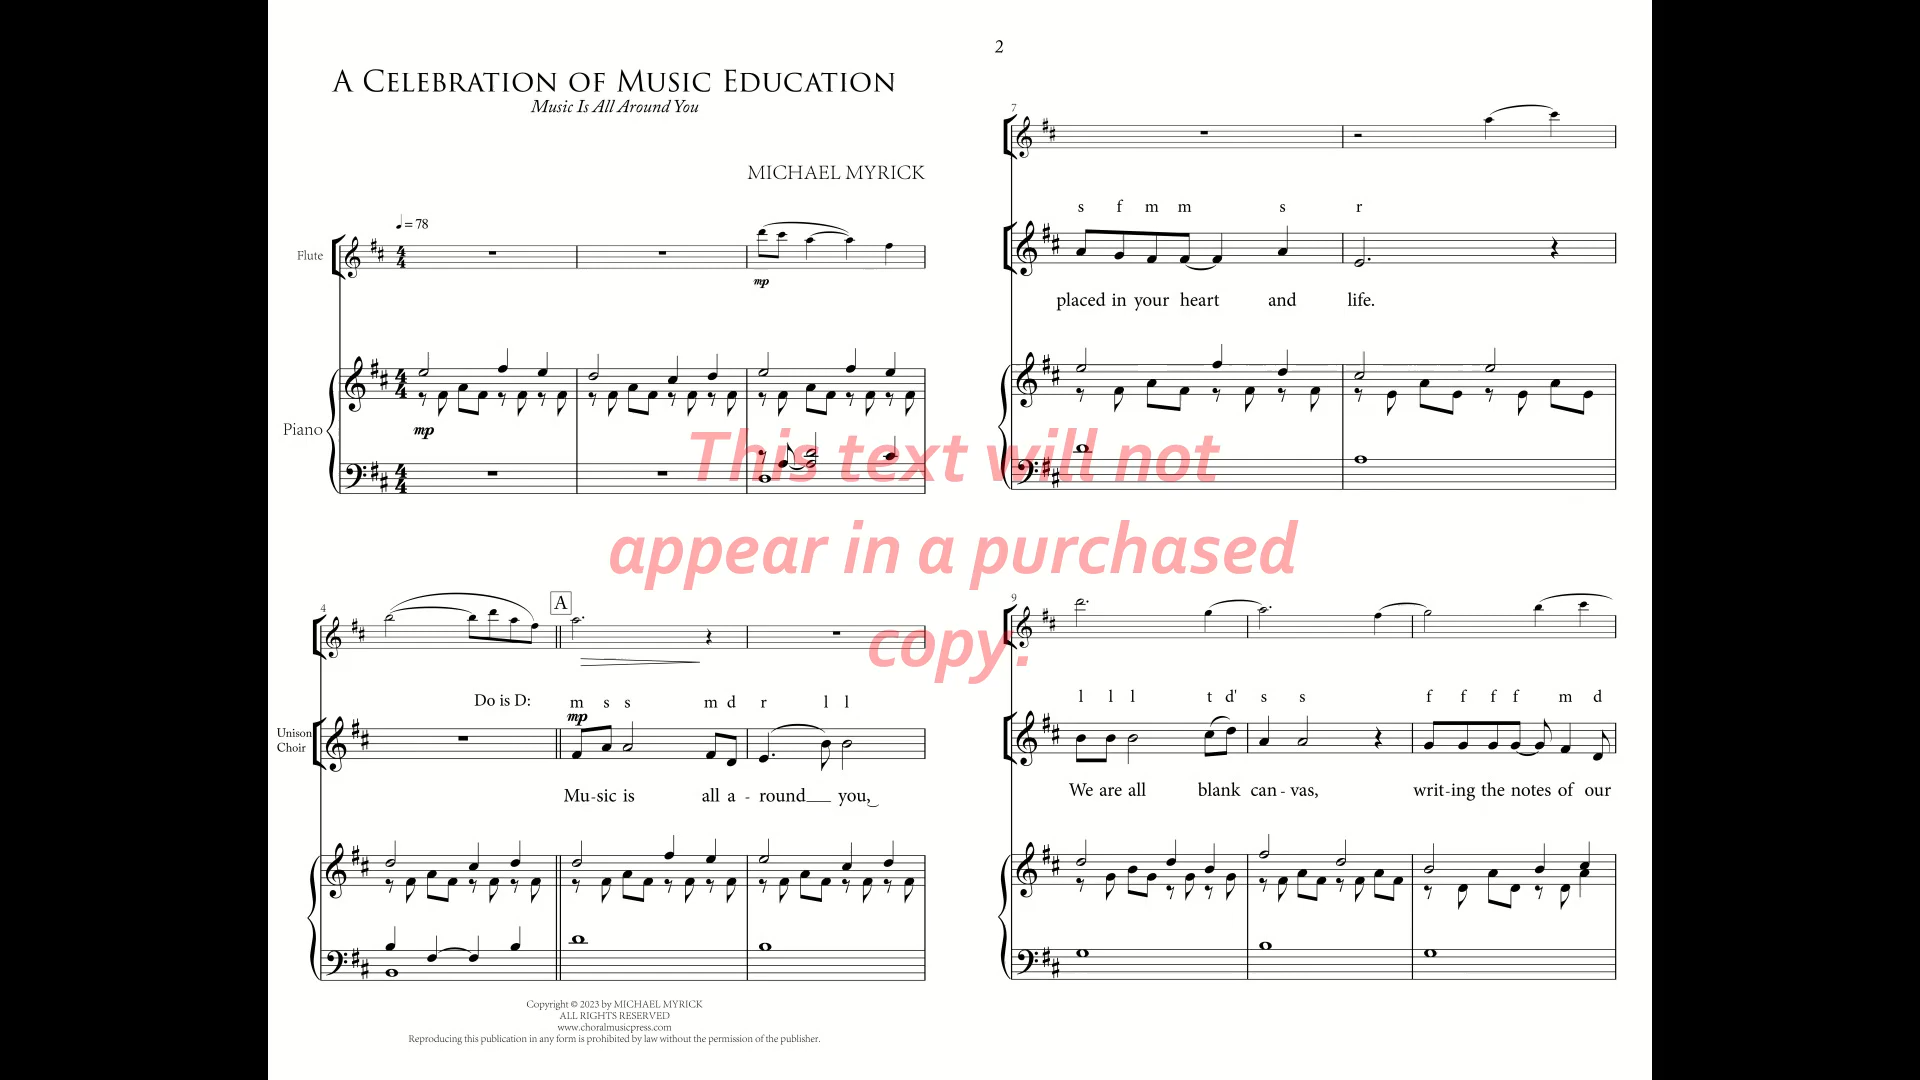 A Celebration of Music Education
Music Is All Around You
MICHAEL MYRICK
♩= 78
Flute
mp
Piano
mp
4
A
Do is D:
m s s m d r l l
mp
Unison
Choir
Mu-sic is all a - round you,
Copyright © 2023 by MICHAEL MYRICK
ALL RIGHTS RESERVED
www.choralmusicpress.com
Reproducing this publication in any form is prohibited by law without the permission of the publisher.
2
7
s f m m s r
placed in your heart and life.
9
l l l t d' s s f f f f m d
We are all blank can - vas, writ-ing the notes of our
This text will not
appear in a purchased
copy.